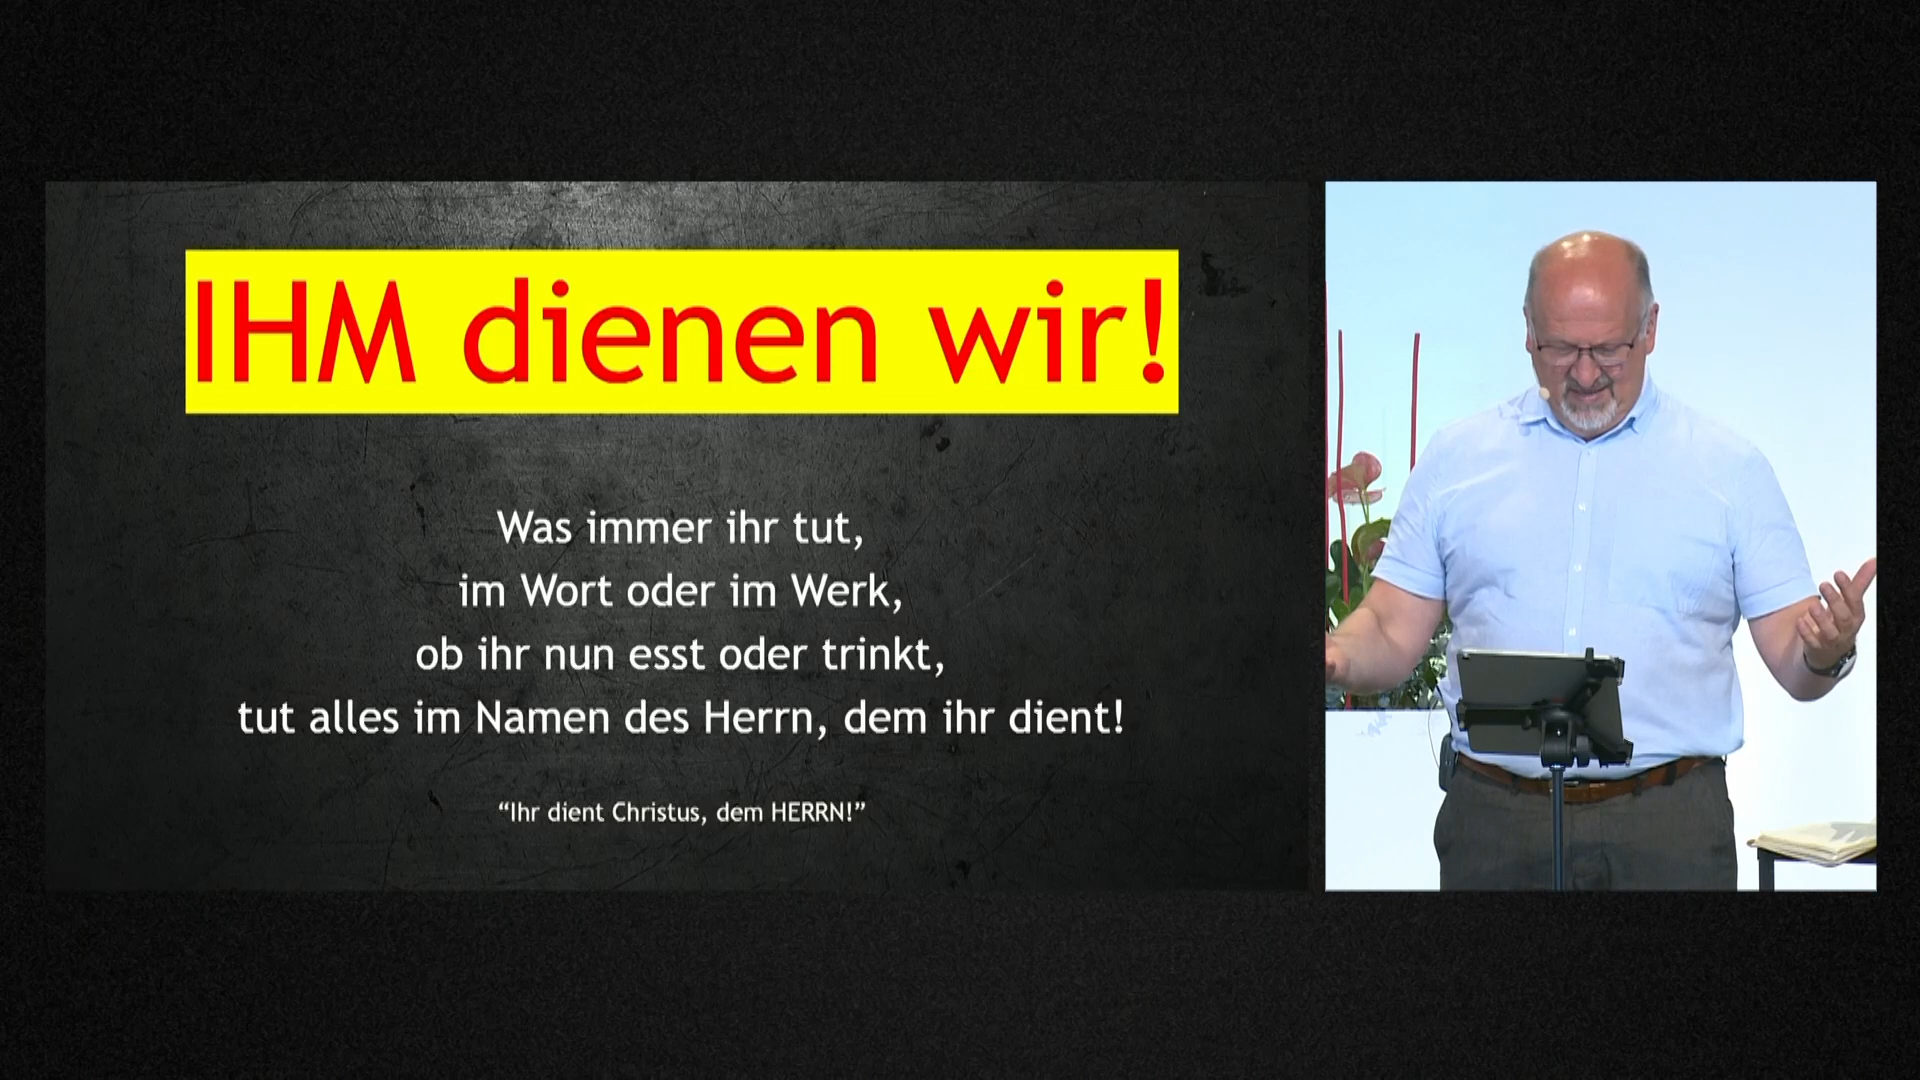 IHM dienen wir!
Was immer ihr tut,
im Wort oder im Werk,
ob ihr nun esst oder trinkt,
tut alles im Namen des Herrn, dem ihr dient!
“Ihr dient Christus, dem HERRN!”